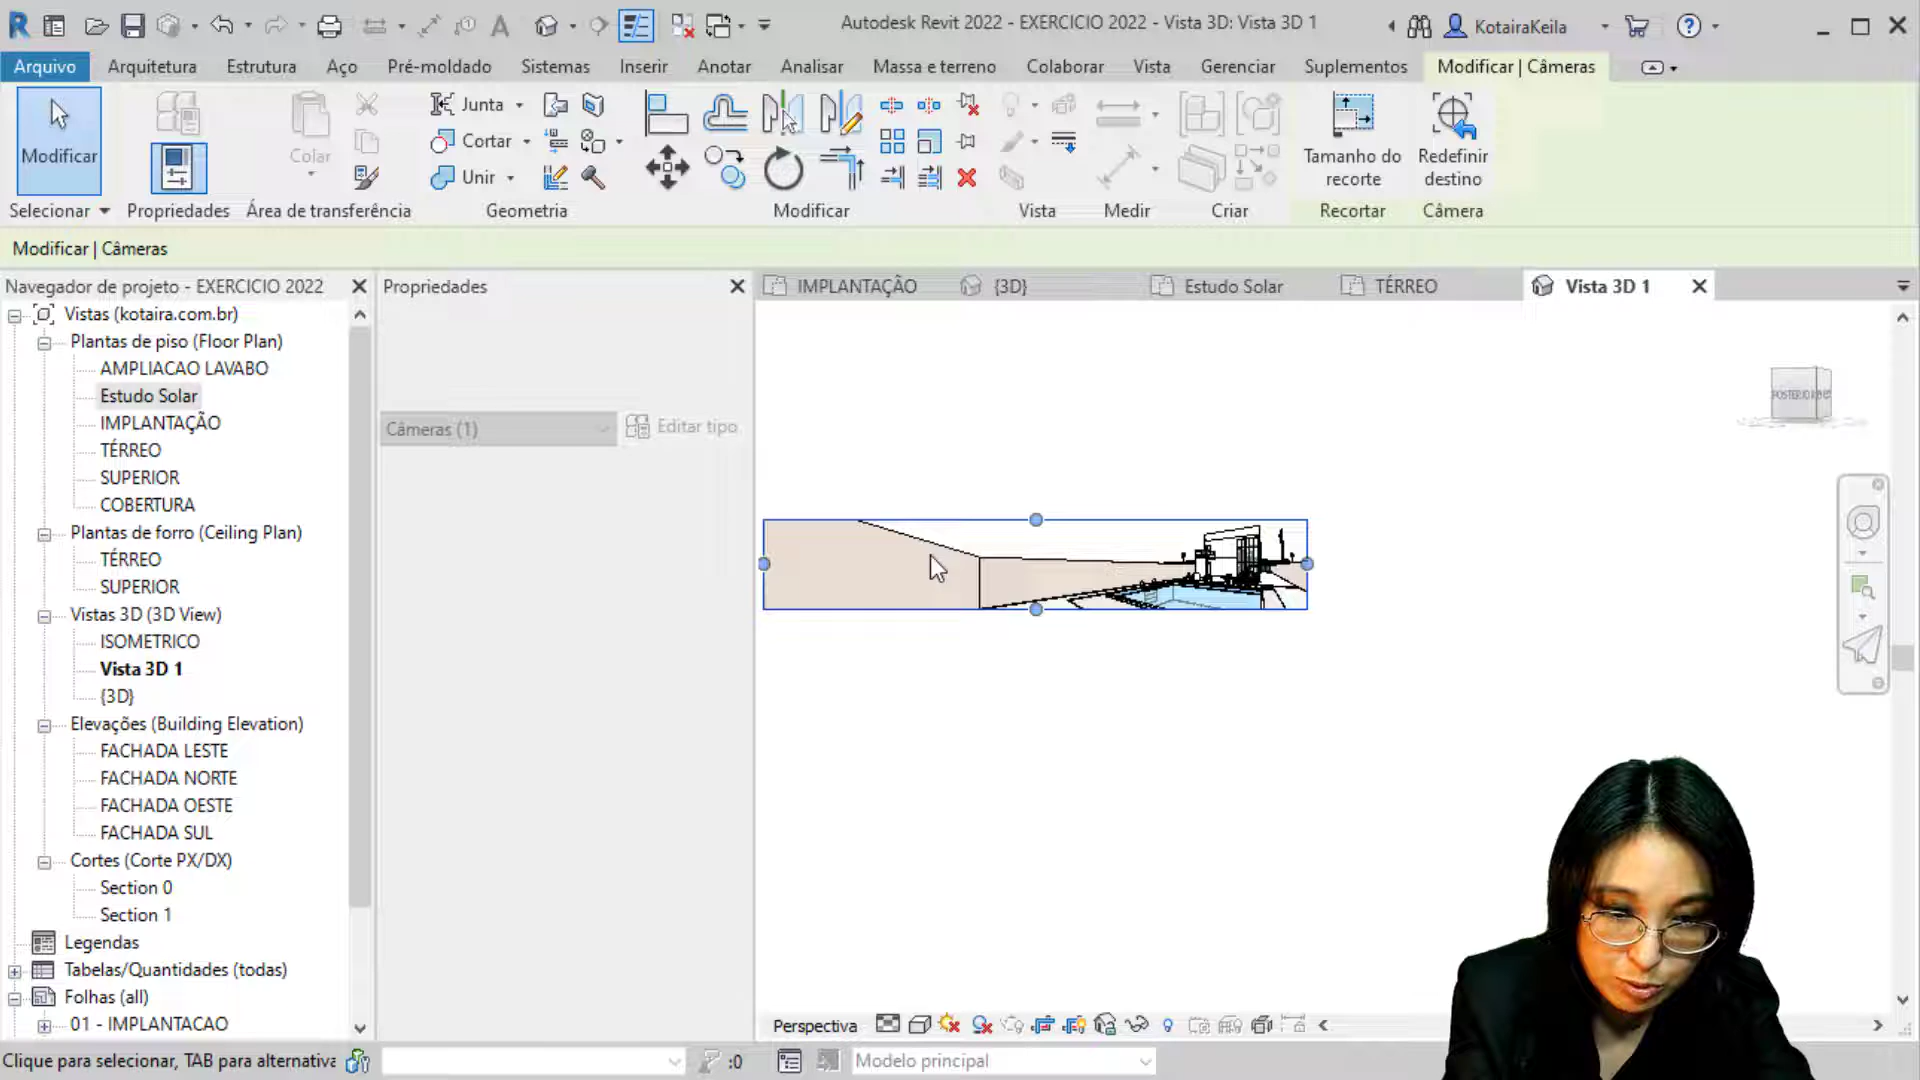 Autodesk Revit 2022 - EXERCICIO 2022 - Vista 3D: Vista 3D 1
KotairaKeila
Arquivo Arquitetura Estrutura Aço Pré-moldado Sistemas Inserir Anotar Analisar Massa e terreno Colaborar Vista Gerenciar Suplementos Modificar | Câmeras
Modificar
Colar
Junta
Cortar
Unir
Tamanho do recorte
Redefinir destino
Selecionar Propriedades Área de transferência Geometria Modificar Vista Medir Criar Recortar Câmera
Modificar | Câmeras
Navegador de projeto - EXERCICIO 2022
Vistas (kotaira.com.br)
Plantas de piso (Floor Plan)
AMPLIACAO LAVABO
Estudo Solar
IMPLANTAÇÃO
TÉRREO
SUPERIOR
COBERTURA
Plantas de forro (Ceiling Plan)
TÉRREO
SUPERIOR
Vistas 3D (3D View)
ISOMETRICO
Vista 3D 1
{3D}
Elevações (Building Elevation)
FACHADA LESTE
FACHADA NORTE
FACHADA OESTE
FACHADA SUL
Cortes (Corte PX/DX)
Section 0
Section 1
Legendas
Tabelas/Quantidades (todas)
Folhas (all)
01 - IMPLANTACAO
Propriedades
Câmeras (1)
Editar tipo
IMPLANTAÇÃO {3D} Estudo Solar TÉRREO Vista 3D 1
Perspectiva
Clique para selecionar, TAB para alternativa
:0
Modelo principal